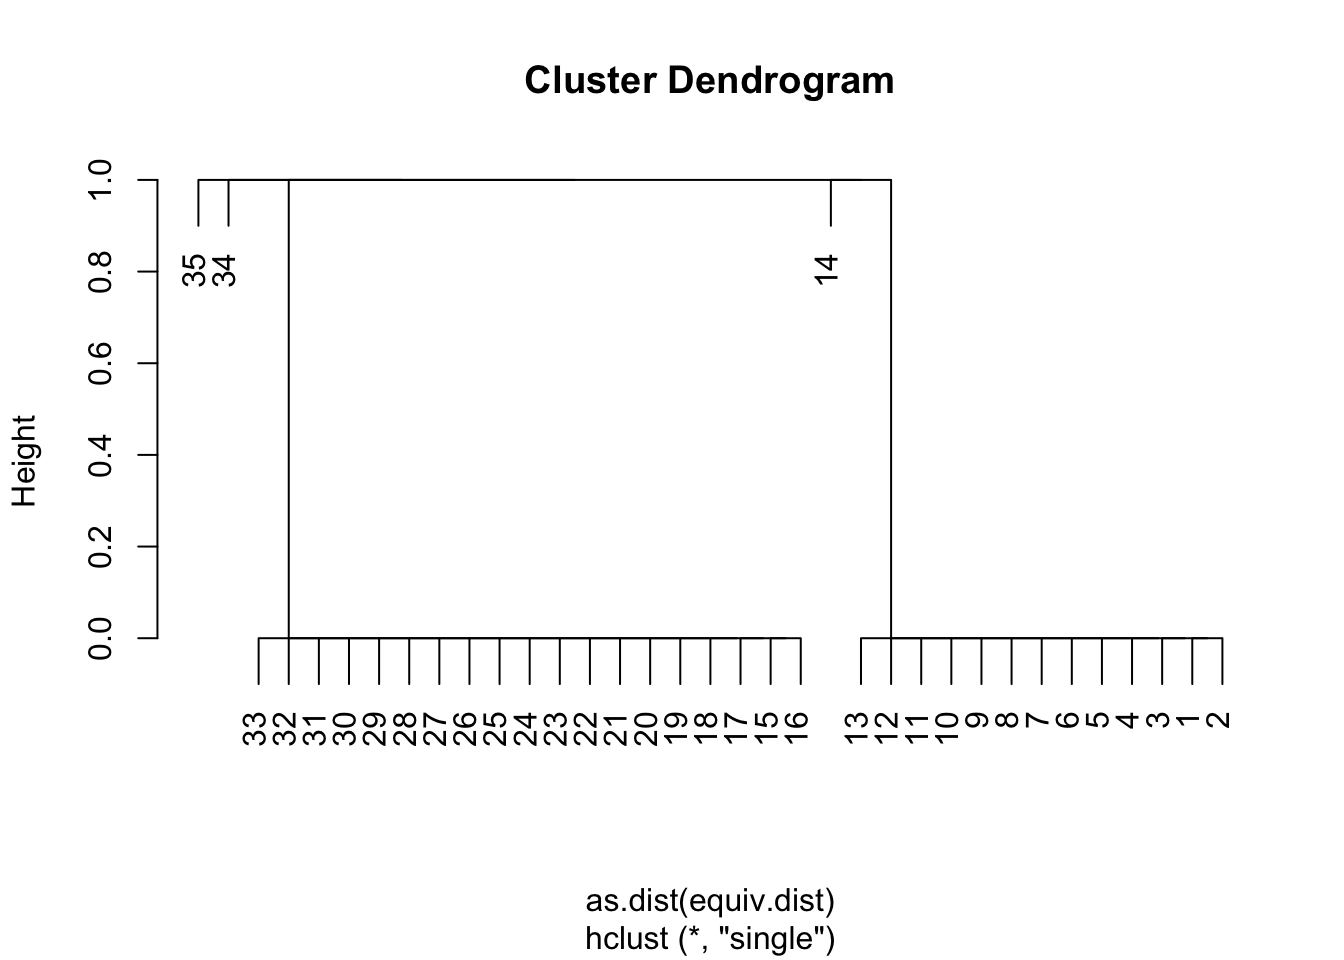 Cluster Dendrogram
Height
0.0 0.2 0.4 0.6 0.8 1.0
35 34 14
33 32 31 30 29 28 27 26 25 24 23 22 21 20 19 18 17 15 16 13 12 11 10 9 8 7 6 5 4 3 1 2
as.dist(equiv.dist)
hclust (*, "single")